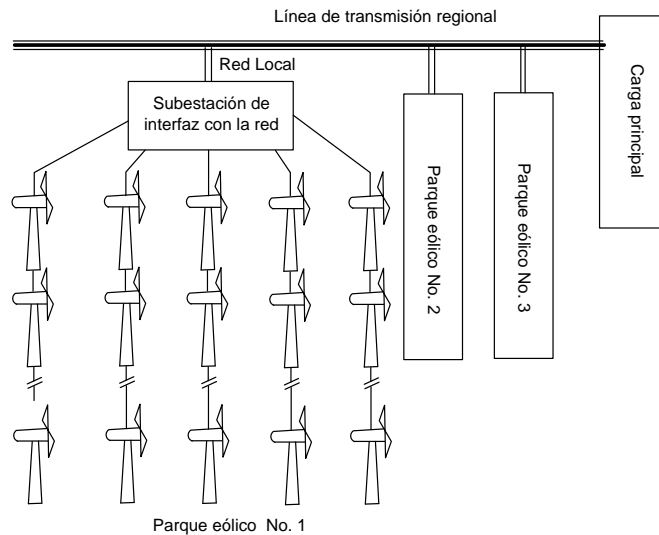 Línea de transmisión regional
Red Local
Subestación de
interfaz con la red
Carga principal
Parque eólico No. 2
Parque eólico No. 3
Parque eólico No. 1